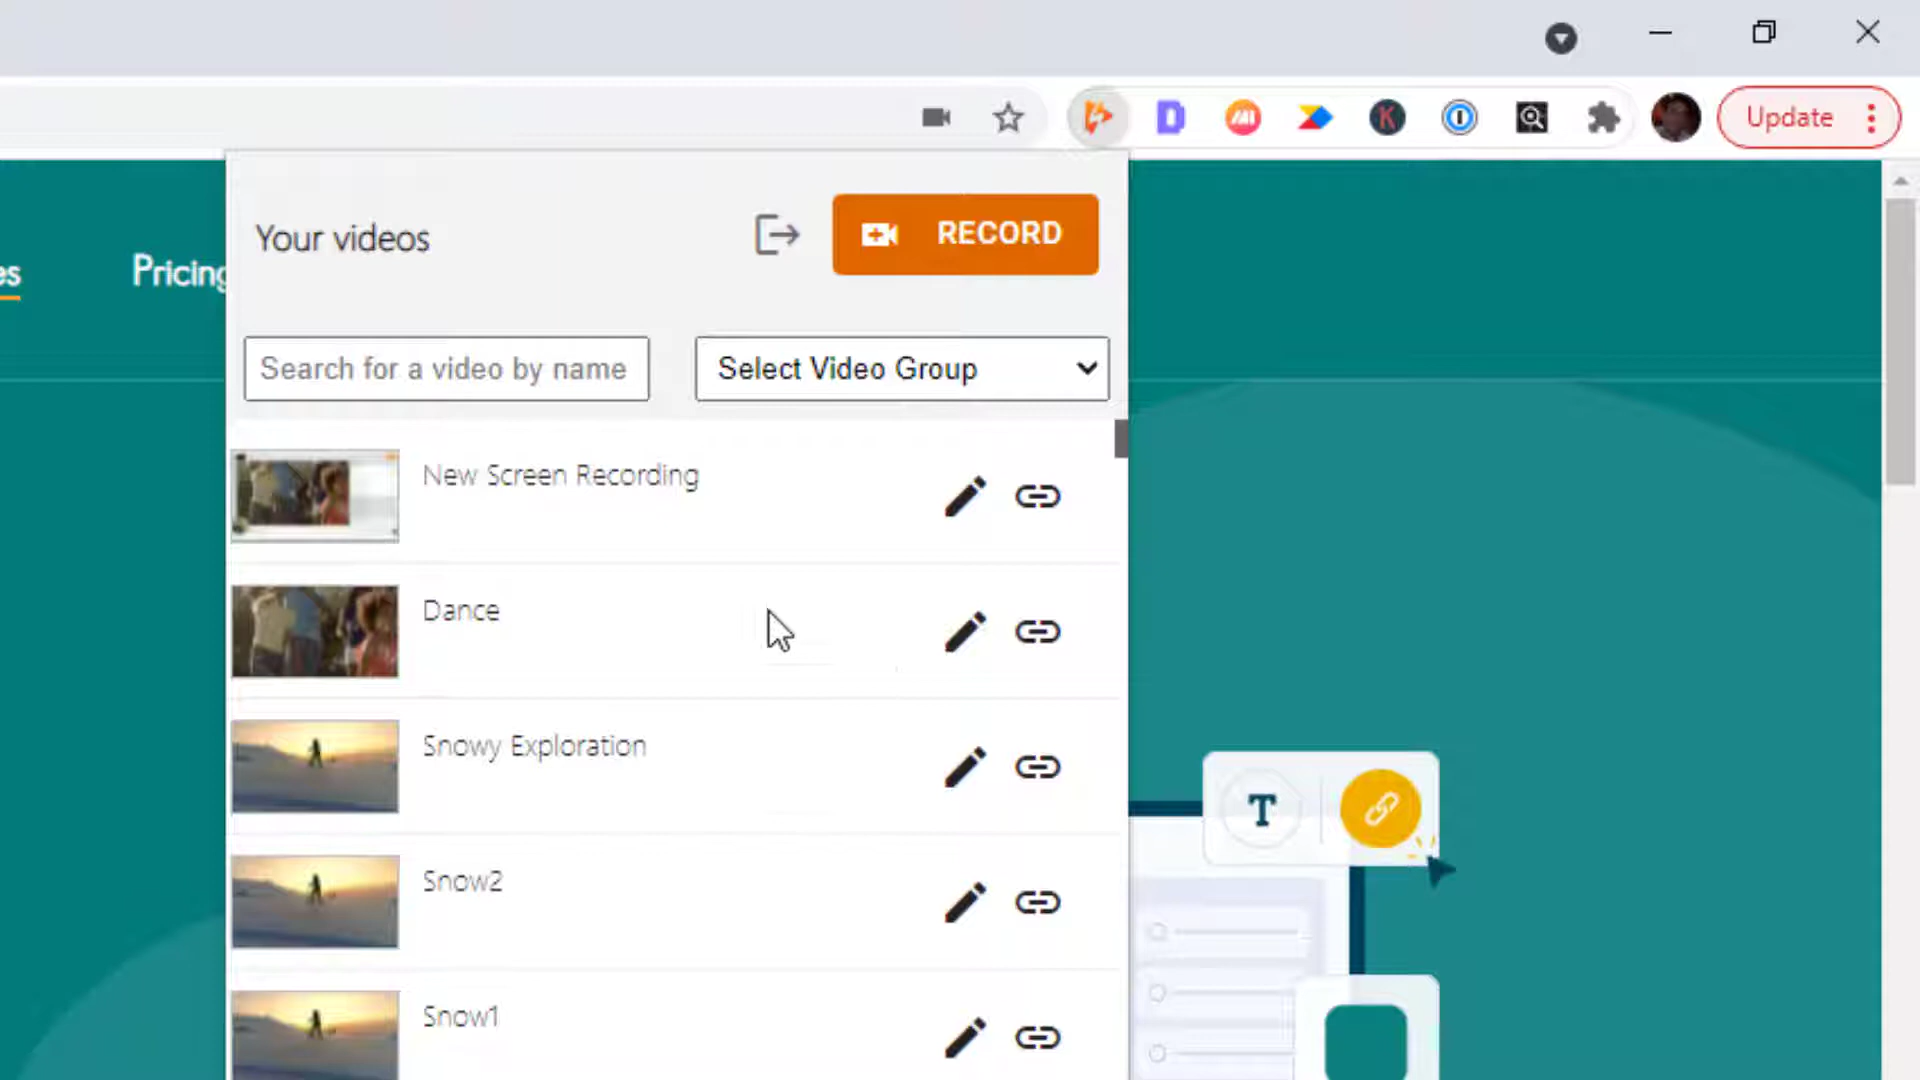 Update
es
Pricing
Your videos
RECORD
Search for a video by name
Select Video Group
New Screen Recording
Dance
Snowy Exploration
Snow2
Snow1
T
D
K